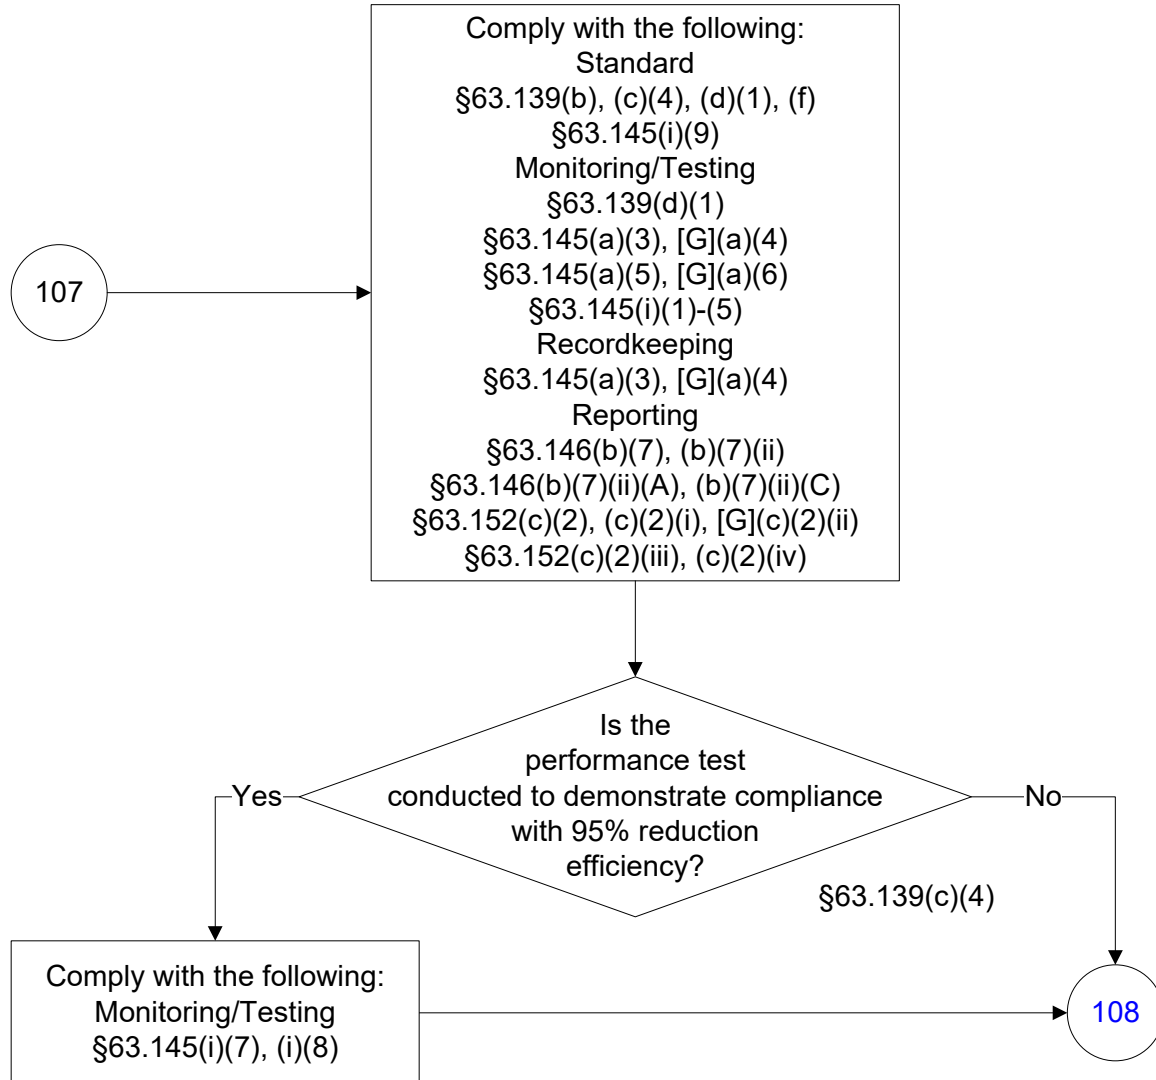 Comply with the following:
Standard
§63.139(b), (c)(4), (d)(1), (f)
§63.145(i)(9)
Monitoring/Testing
§63.139(d)(1)
§63.145(a)(3), [G](a)(4)
§63.145(a)(5), [G](a)(6)
§63.145(i)(1)-(5)
Recordkeeping
§63.145(a)(3), [G](a)(4)
Reporting
§63.146(b)(7), (b)(7)(ii)
§63.146(b)(7)(ii)(A), (b)(7)(ii)(C)
§63.152(c)(2), (c)(2)(i), [G](c)(2)(ii)
§63.152(c)(2)(iii), (c)(2)(iv)
107
Is the
performance test
conducted to demonstrate compliance
with 95% reduction
efficiency?
Yes
No
§63.139(c)(4)
Comply with the following:
Monitoring/Testing
§63.145(i)(7), (i)(8)
108